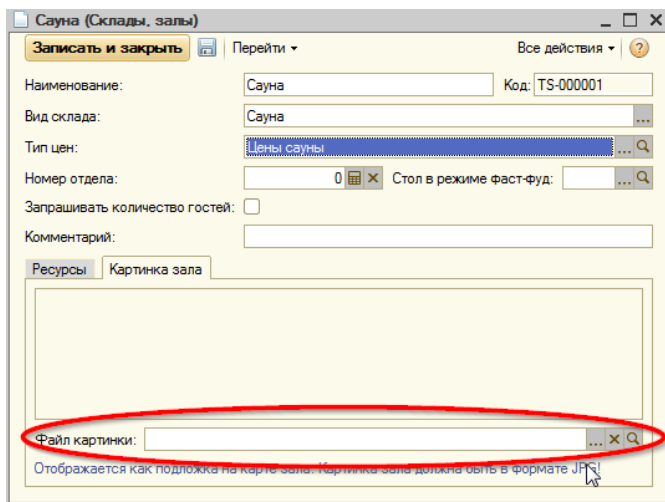 Сауна (Склады, залы)
Записать и закрыть Перейти Все действия ?
Наименование: Сауна Код: TS-000001
Вид склада: Сауна ...
Тип цен: Цены сауны ...
Номер отдела: 0 Стол в режиме фаст-фуд: ...
Запрашивать количество гостей:
Комментарий:
Ресурсы Картинка зала
Файл картинки: ...
Отображается как подложка на карте зала. Картинка зала должна быть в формате JPG!